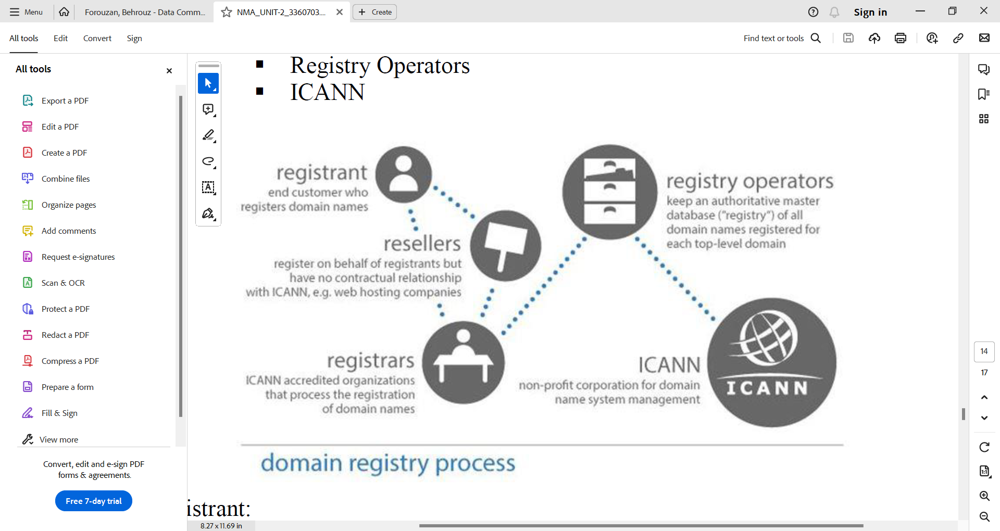 Menu
Forouzan, Behrouz - Data Comm...
NMA_UNIT-2_3360703....
Create
Sign in
All tools
Edit
Convert
Sign
Find text or tools
All tools
Export a PDF
Edit a PDF
Create a PDF
Combine files
Organize pages
Add comments
Request e-signatures
Scan & OCR
Protect a PDF
Redact a PDF
Compress a PDF
Prepare a form
Fill & Sign
View more
Convert, edit and e-sign PDF
forms & agreements.
Free 7-day trial
Registry Operators
ICANN
registrant
end customer who
registers domain names
resellers
register on behalf of registrants but
have no contractual relationship
with ICANN, e.g. web hosting companies
registrars
ICANN accredited organizations
that process the registration
of domain names
registry operators
keep an authoritative master
database ("registry") of all
domain names registered for
each top-level domain
ICANN
non-profit corporation for domain
name system management
ICANN
domain registry process
istrant:
8.27 x 11.69 in
14
17
1:1